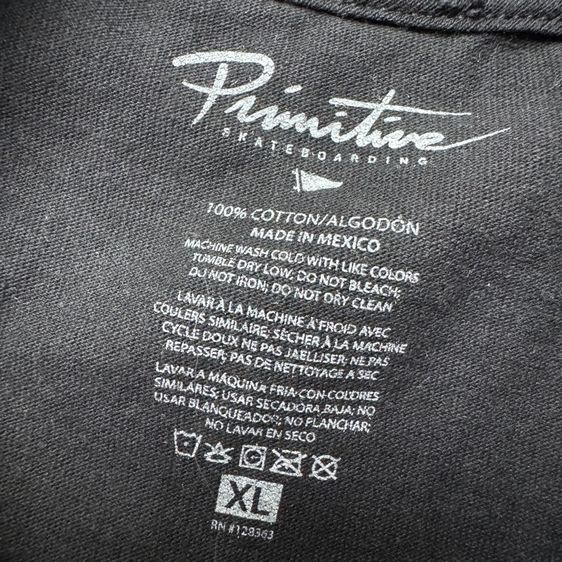 Primitive
SKATEBOARDING
100% COTTON/ALGODÓN
MADE IN MEXICO
MACHINE WASH COLD WITH LIKE COLORS
TUMBLE DRY LOW; DO NOT BLEACH;
DO NOT IRON; DO NOT DRY CLEAN
LAVAR À LA MACHINE À FROID AVEC
COULERS SIMILAIRE; SÈCHER À LA MACHINE
CYCLE DOUX NE PAS JAELLISER; NE PAS
REPASSER; PAS DE NETTOYAGE A SEC
LAVAR A MÁQUINA FRIA CON COLORES
SIMILARES; USAR SECADORA BAJA; NO
USAR BLANQUEADOR; NO PLANCHAR;
NO LAVAR EN SECO
XL
RN #128363